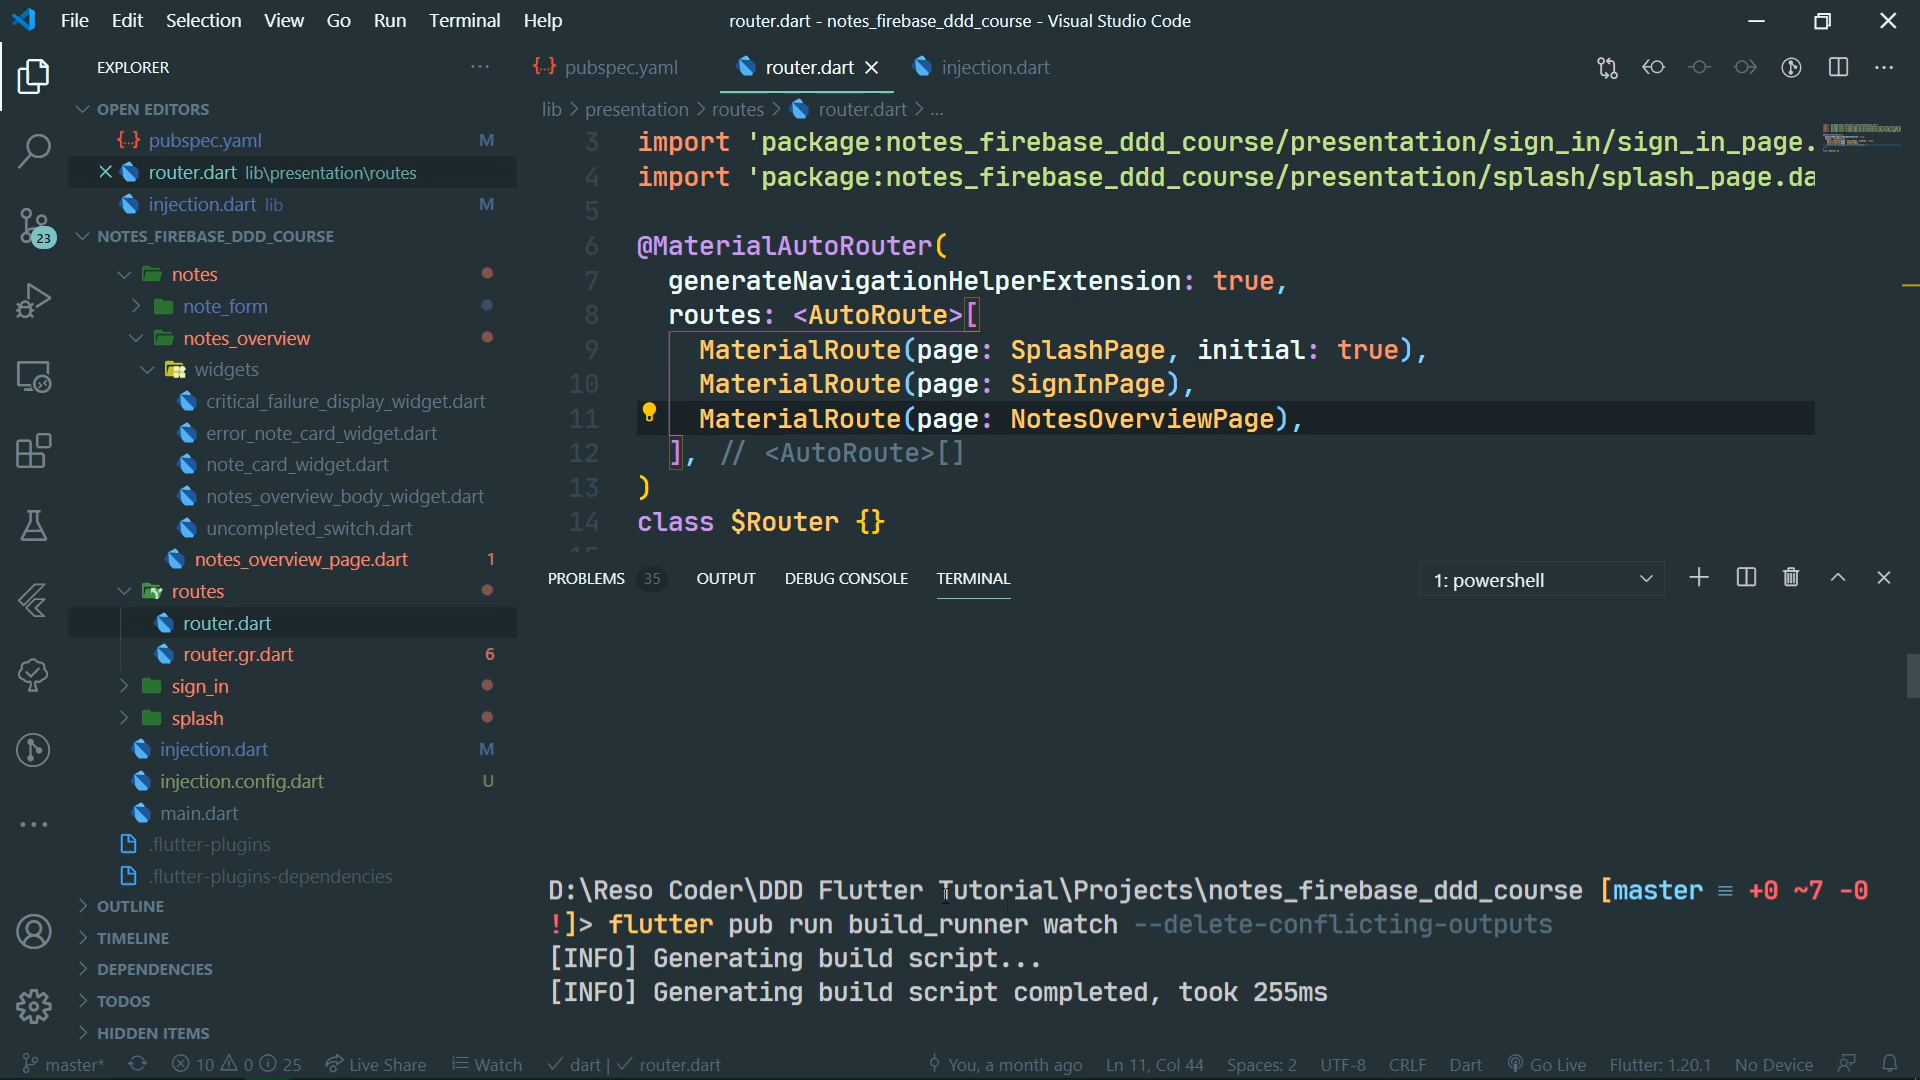 File Edit Selection View Go Run Terminal Help
router.dart - notes_firebase_ddd_course - Visual Studio Code
EXPLORER
OPEN EDITORS
pubspec.yaml M
router.dart lib\presentation\routes
injection.dart lib M
NOTES_FIREBASE_DDD_COURSE
notes
note_form
notes_overview
widgets
critical_failure_display_widget.dart
error_note_card_widget.dart
note_card_widget.dart
notes_overview_body_widget.dart
uncompleted_switch.dart
notes_overview_page.dart 1
routes
router.dart
router.gr.dart 6
sign_in
splash
injection.dart M
injection.config.dart U
main.dart
.flutter-plugins
.flutter-plugins-dependencies
OUTLINE
TIMELINE
DEPENDENCIES
TODOS
HIDDEN ITEMS
23
pubspec.yaml router.dart injection.dart
lib > presentation > routes > router.dart > ...
3 import 'package:notes_firebase_ddd_course/presentation/sign_in/sign_in_page.
4 import 'package:notes_firebase_ddd_course/presentation/splash/splash_page.da
5
6 @MaterialAutoRouter(
7 generateNavigationHelperExtension: true,
8 routes: <AutoRoute>[
9 MaterialRoute(page: SplashPage, initial: true),
10 MaterialRoute(page: SignInPage),
11 MaterialRoute(page: NotesOverviewPage),
12 ], // <AutoRoute>[]
13 )
14 class $Router {}
PROBLEMS 35 OUTPUT DEBUG CONSOLE TERMINAL 1: powershell
D:\Reso Coder\DDD Flutter Tutorial\Projects\notes_firebase_ddd_course [master ≡ +0 ~7 -0
!]> flutter pub run build_runner watch --delete-conflicting-outputs
[INFO] Generating build script...
[INFO] Generating build script completed, took 255ms
master* 10 0 25 Live Share Watch dart | router.dart You, a month ago Ln 11, Col 44 Spaces: 2 UTF-8 CRLF Dart Go Live Flutter: 1.20.1 No Device